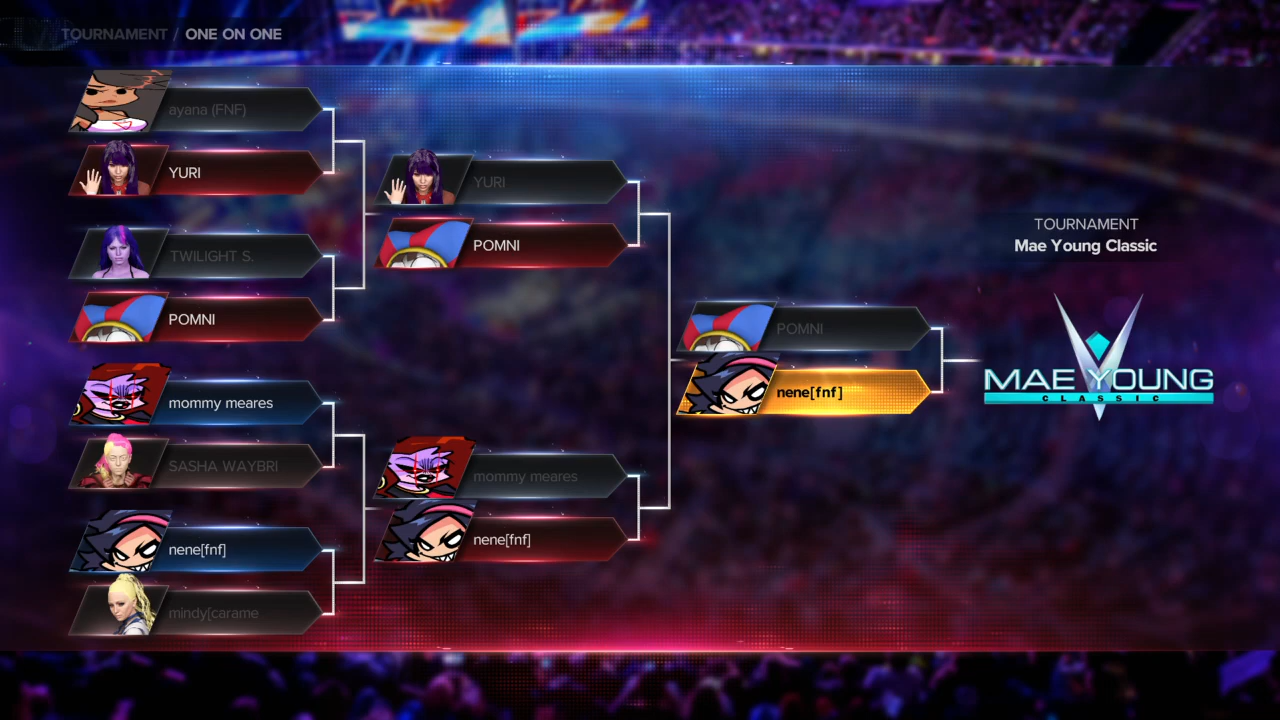 TOURNAMENT / ONE ON ONE
ayana (FNF)
YURI
TWILIGHT S.
POMNI
mommy meares
SASHA WAYBRI
nene[fnf]
mindy[carame
YURI
POMNI
mommy meares
nene[fnf]
POMNI
nene[fnf]
TOURNAMENT
Mae Young Classic
MAE YOUNG
CLASSIC